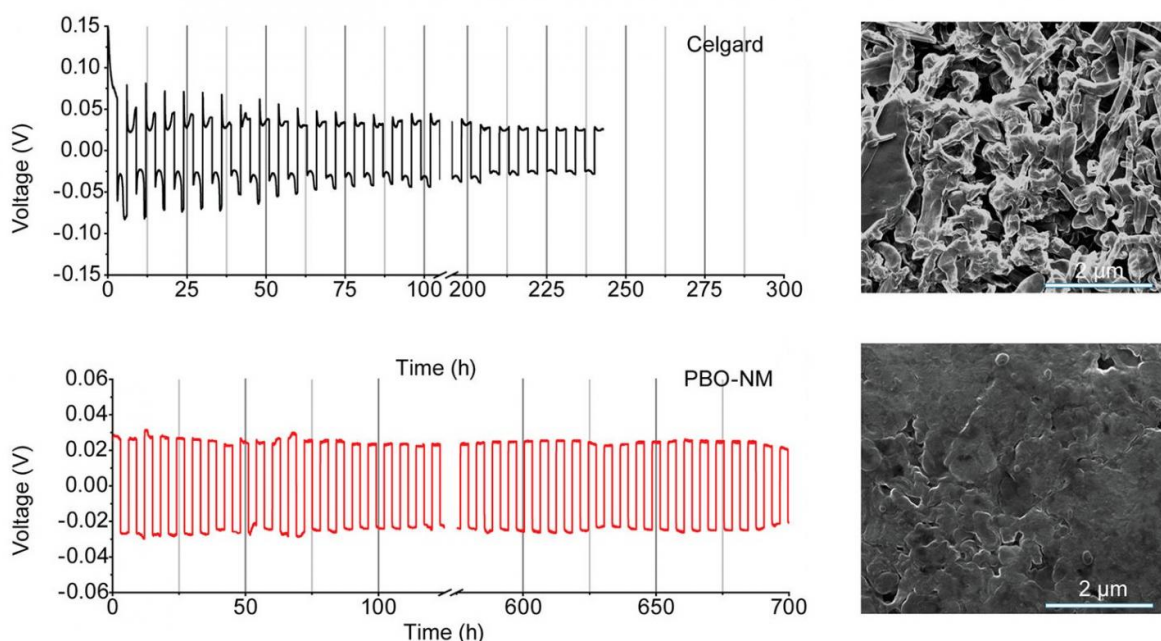 Celgard
Voltage (V)
0.15
0.10
0.05
0.00
-0.05
-0.10
-0.15
0 25 50 75 100 200 225 250 275 300
Time (h)
2 μm
PBO-NM
Voltage (V)
0.06
0.04
0.02
0.00
-0.02
-0.04
-0.06
0 50 100 600 650 700
Time (h)
2 μm